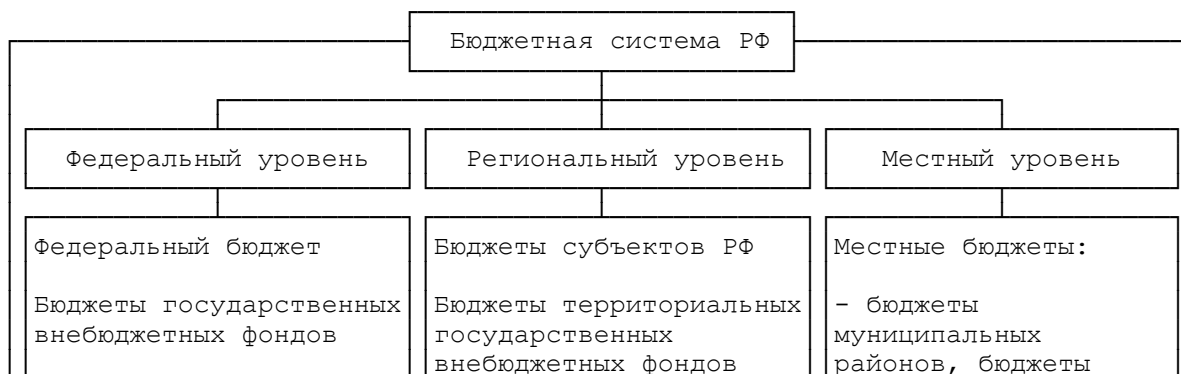 Бюджетная система РФ
Федеральный уровень
Региональный уровень
Местный уровень
Федеральный бюджет
Бюджеты государственных
внебюджетных фондов
Бюджеты субъектов РФ
Бюджеты территориальных
государственных
внебюджетных фондов
Местные бюджеты:
- бюджеты
муниципальных
районов, бюджеты